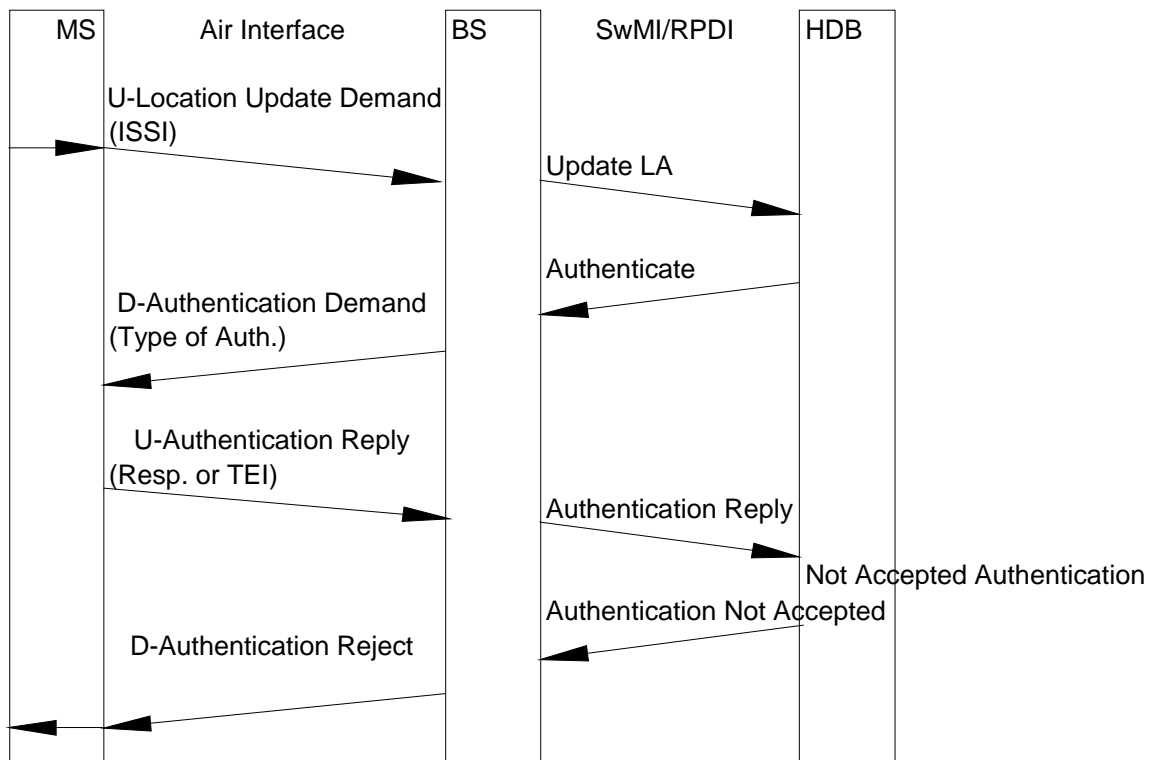 MS Air Interface BS SwMI/RPDI HDB
U-Location Update Demand
(ISSI)
Update LA
Authenticate
D-Authentication Demand
(Type of Auth.)
U-Authentication Reply
(Resp. or TEI)
Authentication Reply
Not Accepted Authentication
Authentication Not Accepted
D-Authentication Reject